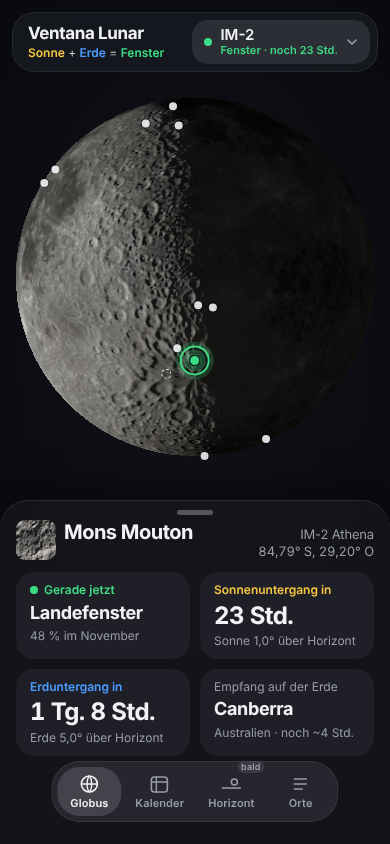 Ventana Lunar
Sonne + Erde = Fenster
IM-2
Fenster · noch 23 Std.
Mons Mouton
IM-2 Athena
84,79° S, 29,20° O
Gerade jetzt
Landefenster
48 % im November
Sonnenuntergang in
23 Std.
Sonne 1,0° über Horizont
Erduntergang in
1 Tg. 8 Std.
Erde 5,0° über Horizont
Empfang auf der Erde
Canberra
Australien · noch ~4 Std.
bald
Globus
Kalender
Horizont
Orte